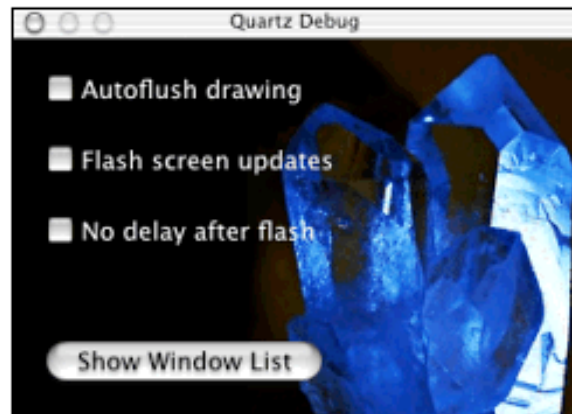 Quartz Debug
Autoflush drawing
Flash screen updates
No delay after flash
Show Window List